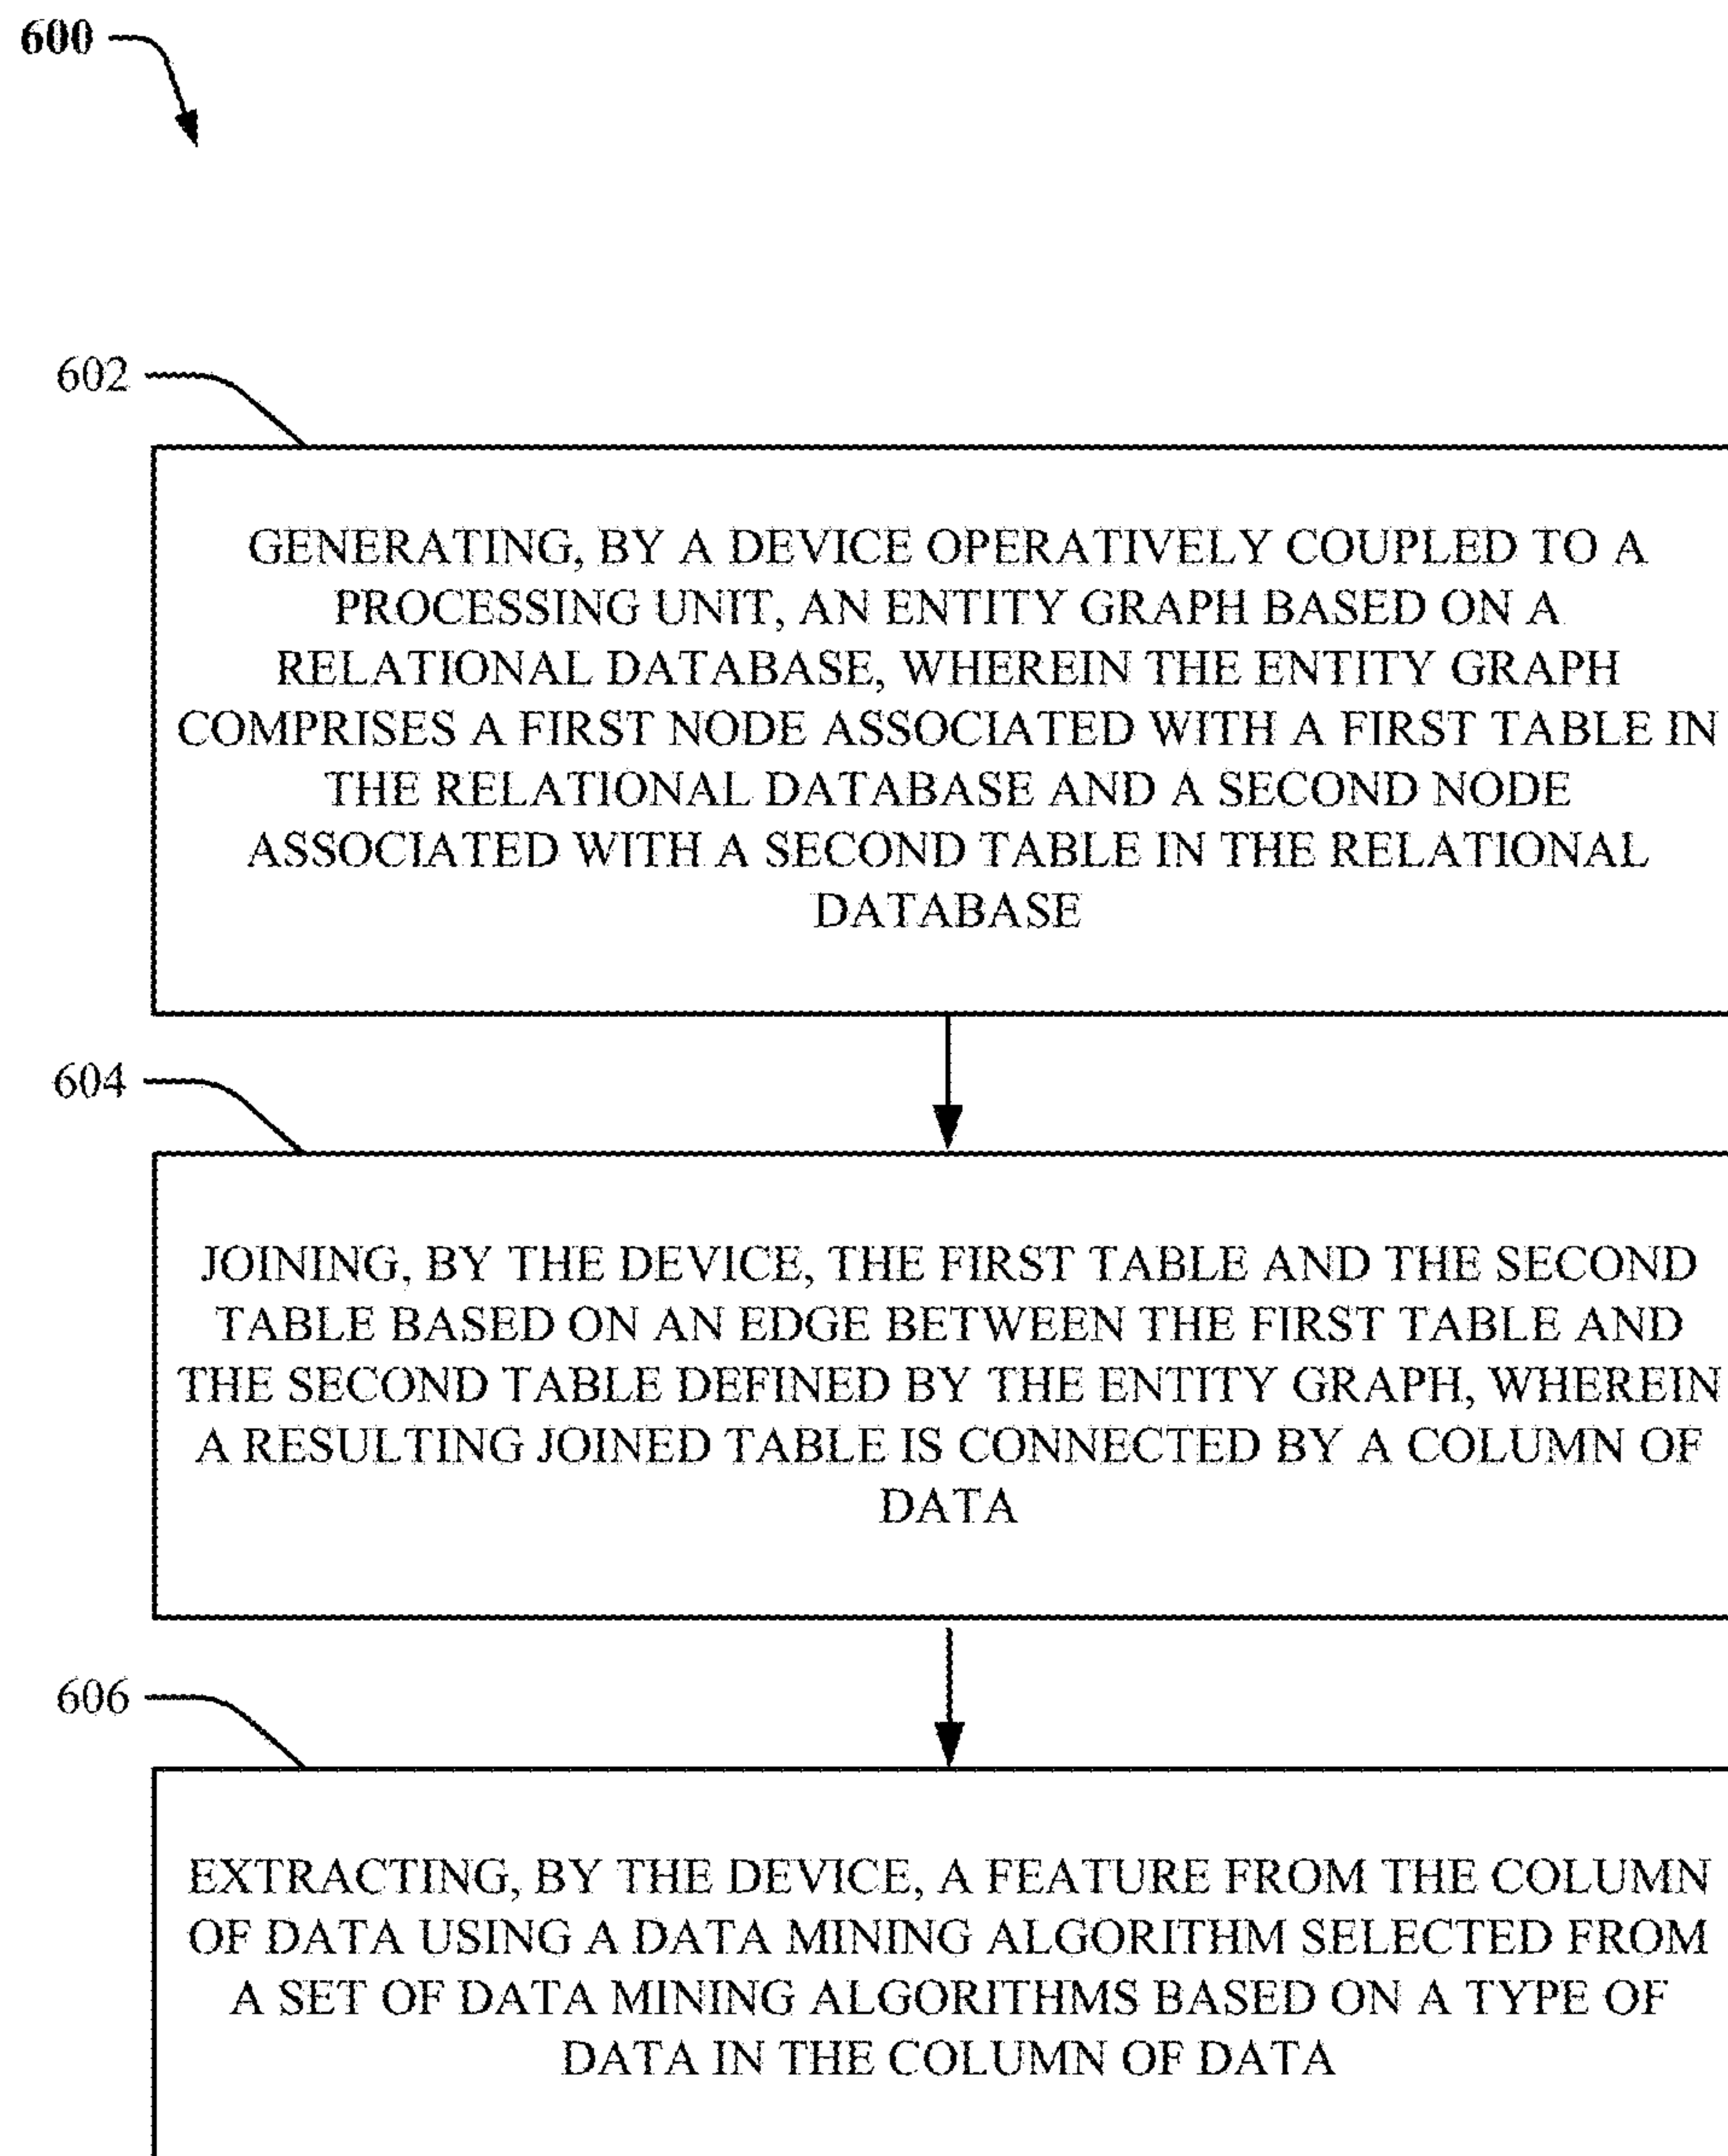 600
602
GENERATING, BY A DEVICE OPERATIVELY COUPLED TO A
PROCESSING UNIT, AN ENTITY GRAPH BASED ON A
RELATIONAL DATABASE, WHEREIN THE ENTITY GRAPH
COMPRISES A FIRST NODE ASSOCIATED WITH A FIRST TABLE IN
THE RELATIONAL DATABASE AND A SECOND NODE
ASSOCIATED WITH A SECOND TABLE IN THE RELATIONAL
DATABASE
604
JOINING, BY THE DEVICE, THE FIRST TABLE AND THE SECOND
TABLE BASED ON AN EDGE BETWEEN THE FIRST TABLE AND
THE SECOND TABLE DEFINED BY THE ENTITY GRAPH, WHEREIN
A RESULTING JOINED TABLE IS CONNECTED BY A COLUMN OF
DATA
606
EXTRACTING, BY THE DEVICE, A FEATURE FROM THE COLUMN
OF DATA USING A DATA MINING ALGORITHM SELECTED FROM
A SET OF DATA MINING ALGORITHMS BASED ON A TYPE OF
DATA IN THE COLUMN OF DATA